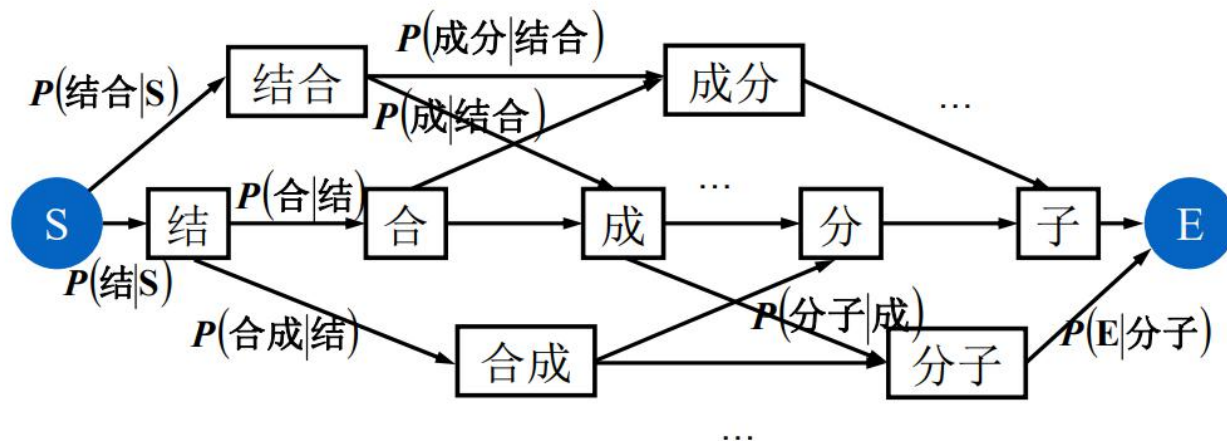 P(成分|结合)
结合
成分
P(结合|S)
…
P(成|结合)
S
结
P(合|结)
合
成
…
分
子
E
P(结|S)
P(合成|结)
P(分子|成)
P(E|分子)
合成
分子
…